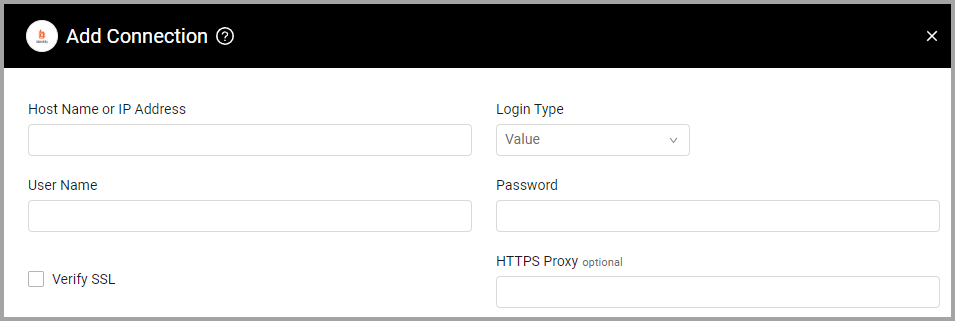 Add Connection ?
Host Name or IP Address
Login Type
Value
User Name
Password
Verify SSL
HTTPS Proxy optional